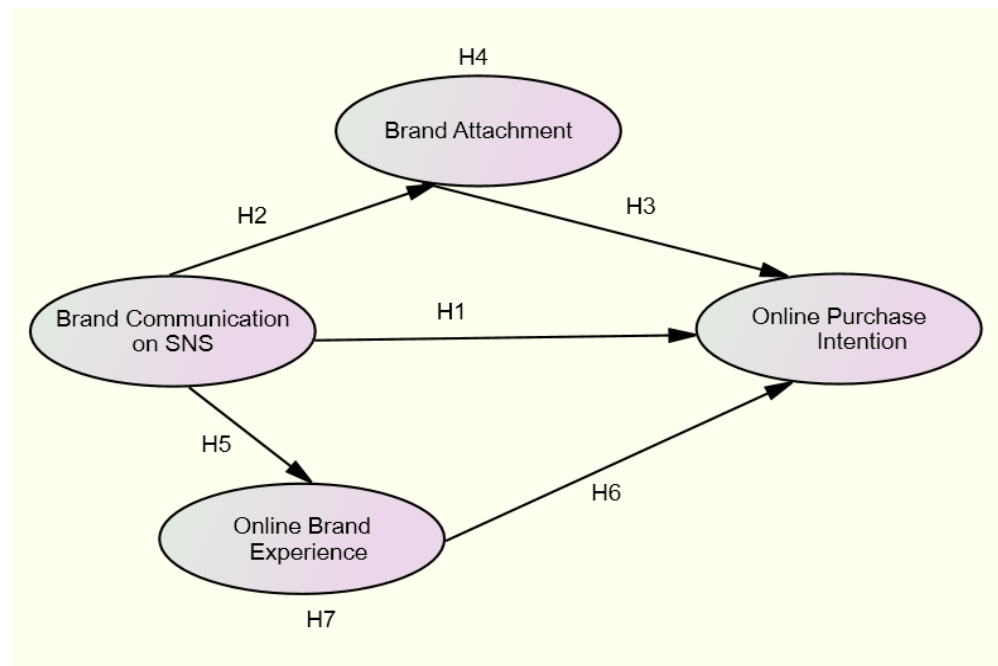 H4
Brand Attachment
H2
H3
Brand Communication
on SNS
H1
Online Purchase
Intention
H5
H6
Online Brand
Experience
H7